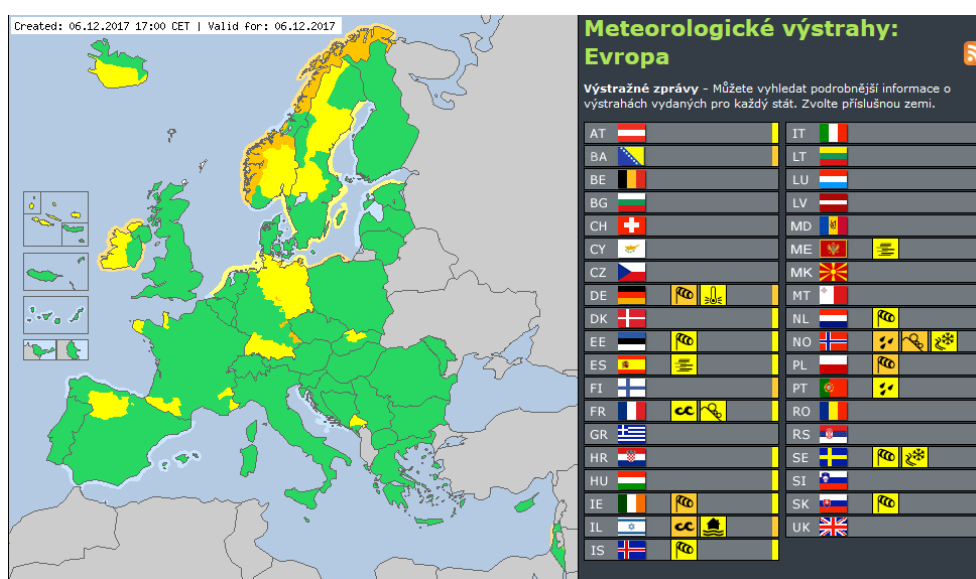 Created: 06.12.2017 17:00 CET | Valid for: 06.12.2017
Meteorologické výstrahy:
Evropa
Výstražné zprávy - Můžete vyhledat podrobnější informace o
výstrahách vydaných pro každý stát. Zvolte příslušnou zemi.
AT
IT
BA
LT
BE
LU
BG
LV
CH
MD
CY
ME
CZ
MK
DE
MT
DK
NL
EE
NO
ES
PL
FI
PT
FR
RO
GR
RS
HR
SE
HU
SI
IE
SK
IL
UK
IS